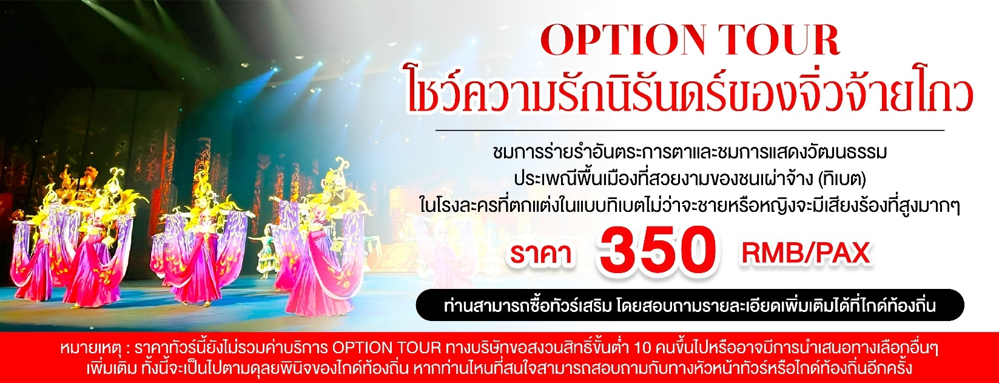 OPTION TOUR
โชว์ความรักนิรันดร์ของจิ่วจ้ายโกว
ชมการร่ายรำอันตระการตาและชมการแสดงวัฒนธรรม
ประเพณีพื้นเมืองที่สวยงามของชนเผ่าจ้าง (ทิเบต)
ในโรงละครที่ตกแต่งในแบบทิเบตไม่ว่าจะชายหรือหญิงจะมีเสียงร้องที่สูงมากๆ
ราคา 350 RMB/PAX
ท่านสามารถซื้อทัวร์เสริม โดยสอบถามรายละเอียดเพิ่มเติมได้ที่ไกด์ท้องถิ่น
หมายเหตุ : ราคาทัวร์นี้ยังไม่รวมค่าบริการ OPTION TOUR ทางบริษัทขอสงวนสิทธิ์ขั้นต่ำ 10 คนขึ้นไปหรืออาจมีการนำเสนอทางเลือกอื่นๆ
เพิ่มเติม ทั้งนี้จะเป็นไปตามดุลยพินิจของไกด์ท้องถิ่น หากท่านไหนที่สนใจสามารถสอบถามกับทางหัวหน้าทัวร์หรือไกด์ท้องถิ่นอีกครั้ง